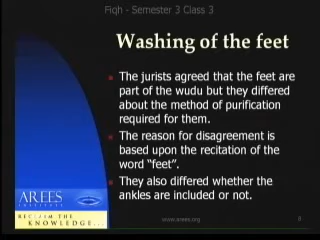 Fiqh - Semester 3 Class 3
Washing of the feet
The jurists agreed that the feet are
part of the wudu but they differed
about the method of purification
required for them.
The reason for disagreement is
based upon the recitation of the
word “feet”.
They also differed whether the
ankles are included or not.
AREES
INSTITUTE
RECLAIM THE
KNOWLEDGE...
www.arees.org